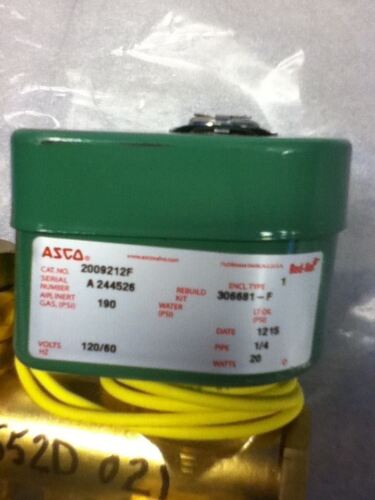 ASCO®
www.ascovalve.com
Red-Hat
CAT. NO. 2009212F
SERIAL NUMBER A 244526
ENCL TYPE 1
REBUILD KIT 306681-F
AIR, INERT GAS, (PSI) 190
WATER (PSI)
LT OIL (PSI)
DATE 1215
VOLTS HZ 120/60
PIPE 1/4
WATTS 20
552D 021